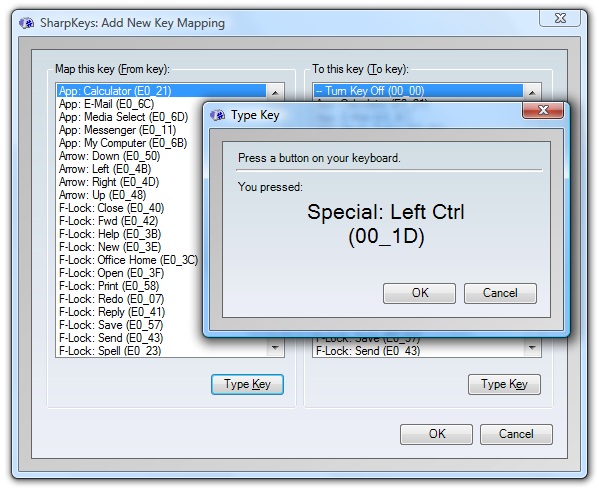 SharpKeys: Add New Key Mapping
Map this key (From key):
App: Calculator (E0_21)
App: E-Mail (E0_6C)
App: Media Select (E0_6D)
App: Messenger (E0_11)
App: My Computer (E0_6B)
Arrow: Down (E0_50)
Arrow: Left (E0_4B)
Arrow: Right (E0_4D)
Arrow: Up (E0_48)
F-Lock: Close (E0_40)
F-Lock: Fwd (E0_42)
F-Lock: Help (E0_3B)
F-Lock: New (E0_3E)
F-Lock: Office Home (E0_3C)
F-Lock: Open (E0_3F)
F-Lock: Print (E0_58)
F-Lock: Redo (E0_07)
F-Lock: Reply (E0_41)
F-Lock: Save (E0_57)
F-Lock: Send (E0_43)
F-Lock: Spell (E0_23)
Type Key
To this key (To key):
-- Turn Key Off (00_00)
F-Lock: Save (E0_57)
F-Lock: Send (E0_43)
Type Key
OK
Cancel
Type Key
Press a button on your keyboard.
You pressed:
Special: Left Ctrl
(00_1D)
OK
Cancel